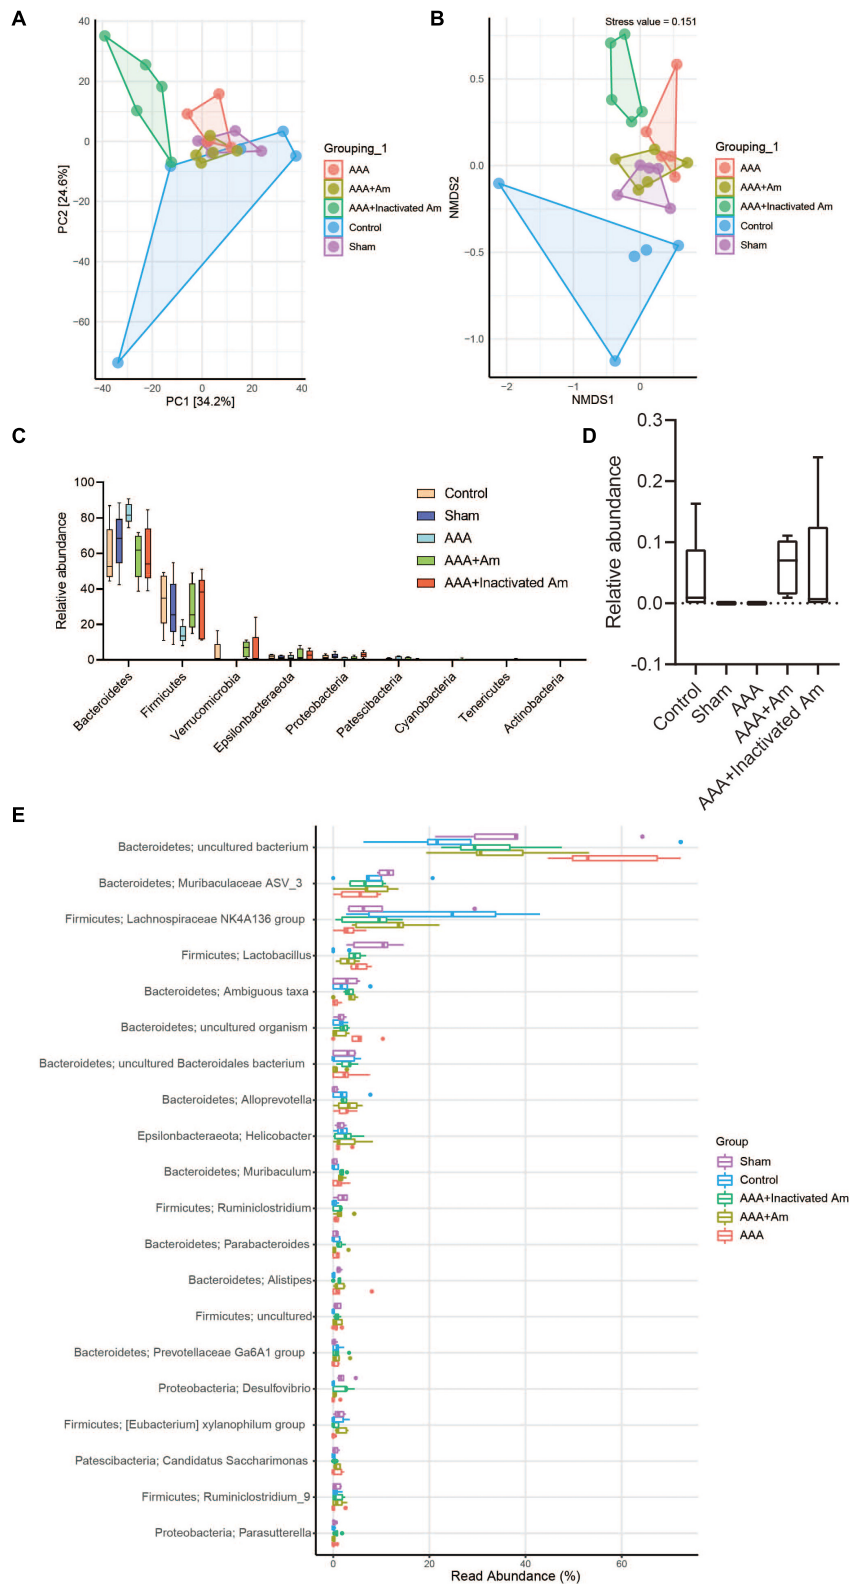 A
40
20
0
−20
−40
−60
PC2 [24.6%]
−40
−20
0
20
40
PC1 [34.2%]
Grouping_1
AAA
AAA+Am
AAA+Inactivated Am
Control
Sham
B
Stress value = 0.151
0.5
0.0
−0.5
−1.0
NMDS2
−2
−1
0
NMDS1
Grouping_1
AAA
AAA+Am
AAA+Inactivated Am
Control
Sham
C
100
80
60
40
20
0
Relative abundance
Control
Sham
AAA
AAA+Am
AAA+Inactivated Am
Bacteroidetes
Firmicutes
Verrucomicrobia
Epsilonbacteraeota
Proteobacteria
Patescibacteria
Cyanobacteria
Tenericutes
Actinobacteria
D
0.3
0.2
0.1
0.0
-0.1
Relative abundance
Control
Sham
AAA
AAA+Am
AAA+Inactivated Am
E
Bacteroidetes; uncultured bacterium
Bacteroidetes; Muribaculaceae ASV_3
Firmicutes; Lachnospiraceae NK4A136 group
Firmicutes; Lactobacillus
Bacteroidetes; Ambiguous taxa
Bacteroidetes; uncultured organism
Bacteroidetes; uncultured Bacteroidales bacterium
Bacteroidetes; Alloprevotella
Epsilonbacteraeota; Helicobacter
Bacteroidetes; Muribaculum
Firmicutes; Ruminiclostridium
Bacteroidetes; Parabacteroides
Bacteroidetes; Alistipes
Firmicutes; uncultured
Bacteroidetes; Prevotellaceae Ga6A1 group
Proteobacteria; Desulfovibrio
Firmicutes; [Eubacterium] xylanophilum group
Patescibacteria; Candidatus Saccharimonas
Firmicutes; Ruminiclostridium_9
Proteobacteria; Parasutterella
0
20
40
60
Read Abundance (%)
Group
Sham
Control
AAA+Inactivated Am
AAA+Am
AAA